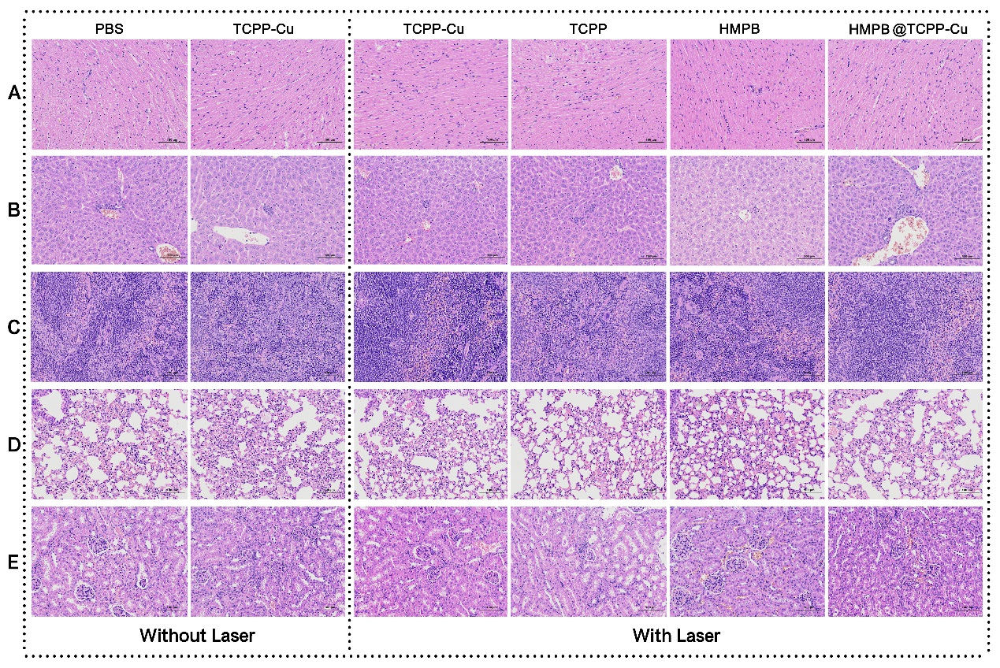 PBS TCPP-Cu TCPP-Cu TCPP HMPB HMPB @TCPP-Cu
A
B
C
D
E
Without Laser With Laser